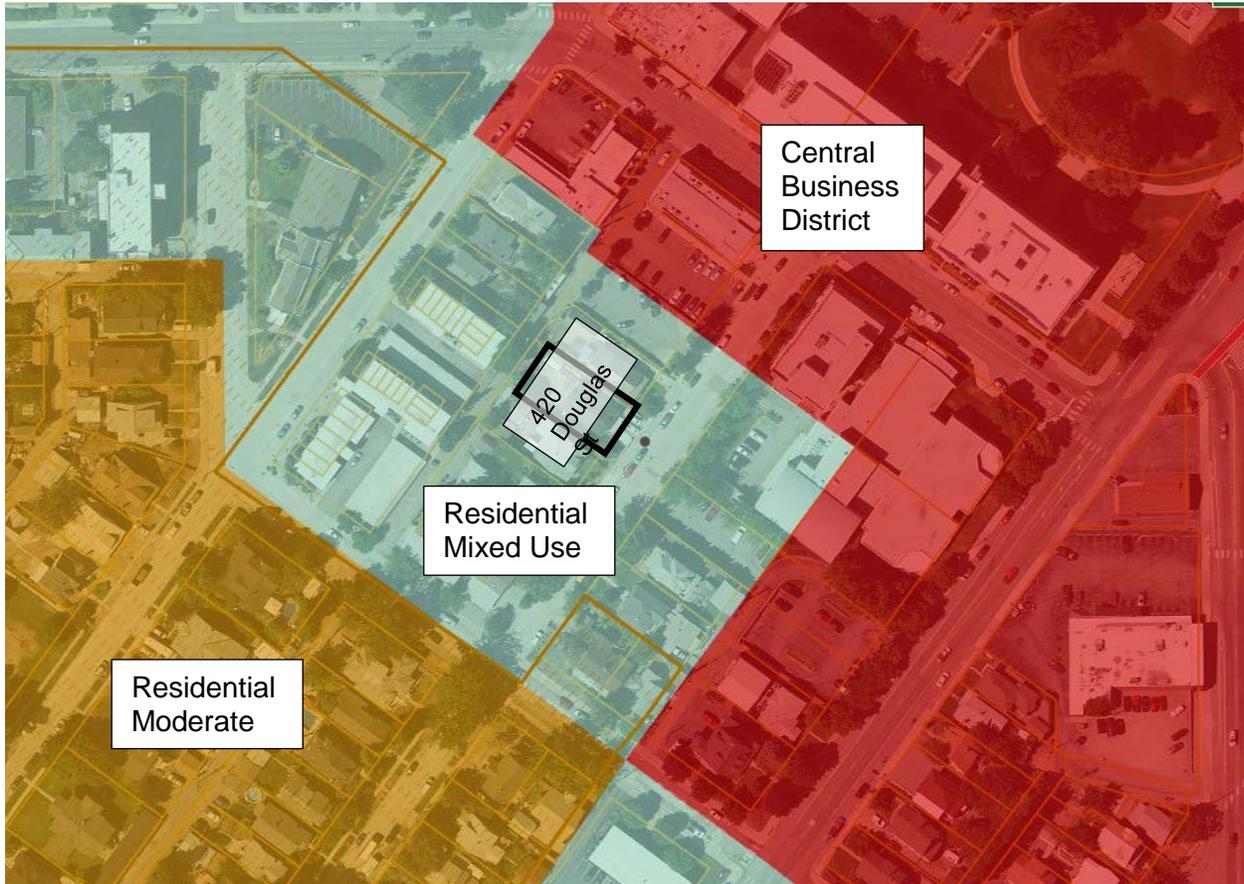 Central
Business
District
420
Douglas
St
Residential
Mixed Use
Residential
Moderate